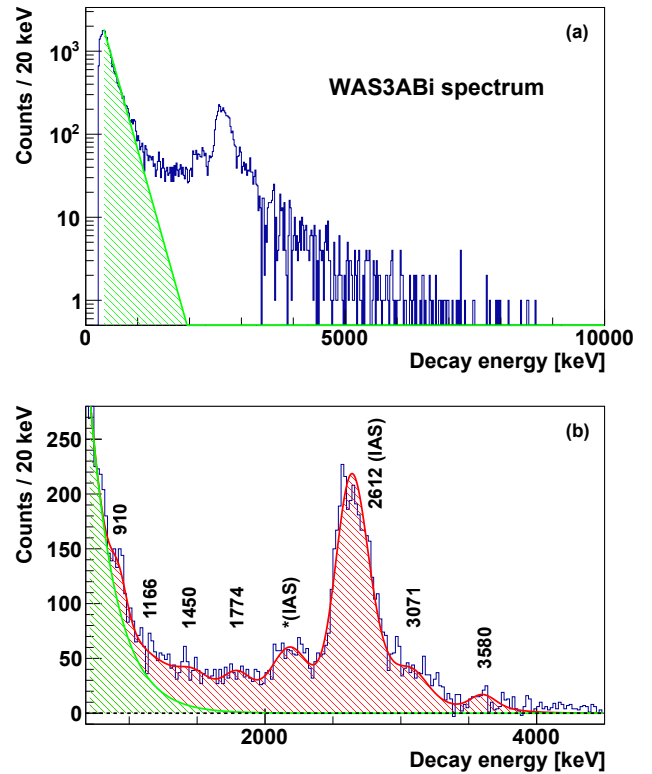 (a)
WAS3ABi spectrum
Counts / 20 keV
10³
10²
10
1
0 5000 10000
Decay energy [keV]
(b)
Counts / 20 keV
250
200
150
100
50
0
910
1166
1450
1774
*(IAS)
2612 (IAS)
3071
3580
2000 4000
Decay energy [keV]